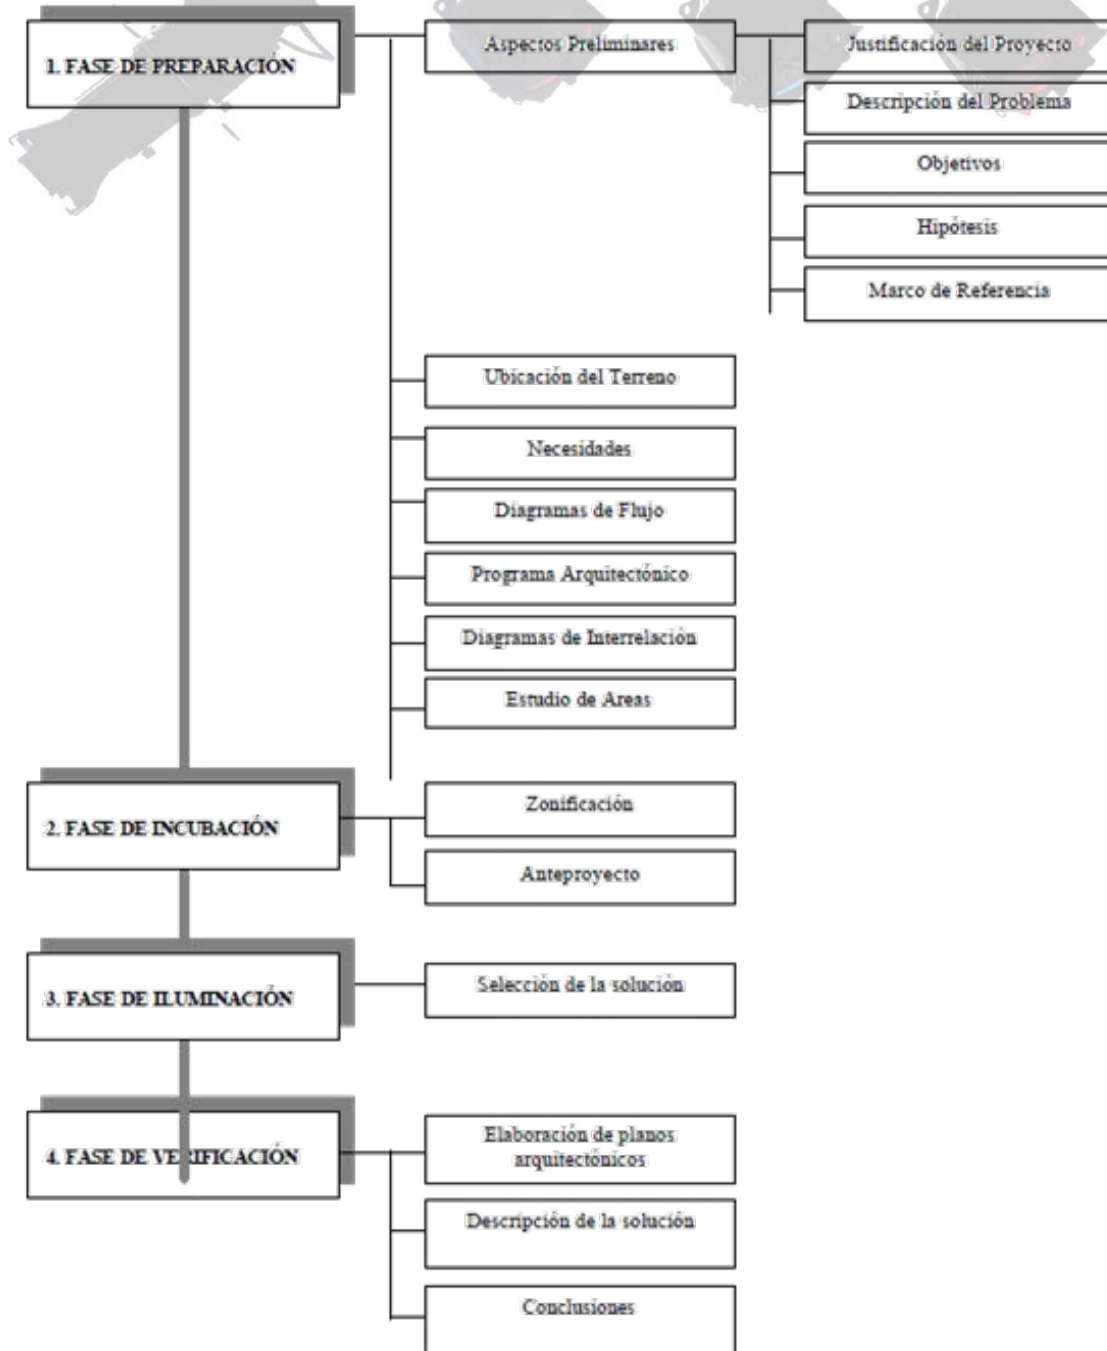 1. FASE DE PREPARACIÓN
Aspectos Preliminares
Justificación del Proyecto
Descripción del Problema
Objetivos
Hipótesis
Marco de Referencia
Ubicación del Terreno
Necesidades
Diagramas de Flujo
Programa Arquitectónico
Diagramas de Interrelación
Estudio de Areas
2. FASE DE INCUBACIÓN
Zonificación
Anteproyecto
3. FASE DE ILUMINACIÓN
Selección de la solución
4. FASE DE VERIFICACIÓN
Elaboración de planos
arquitectónicos
Descripción de la solución
Conclusiones